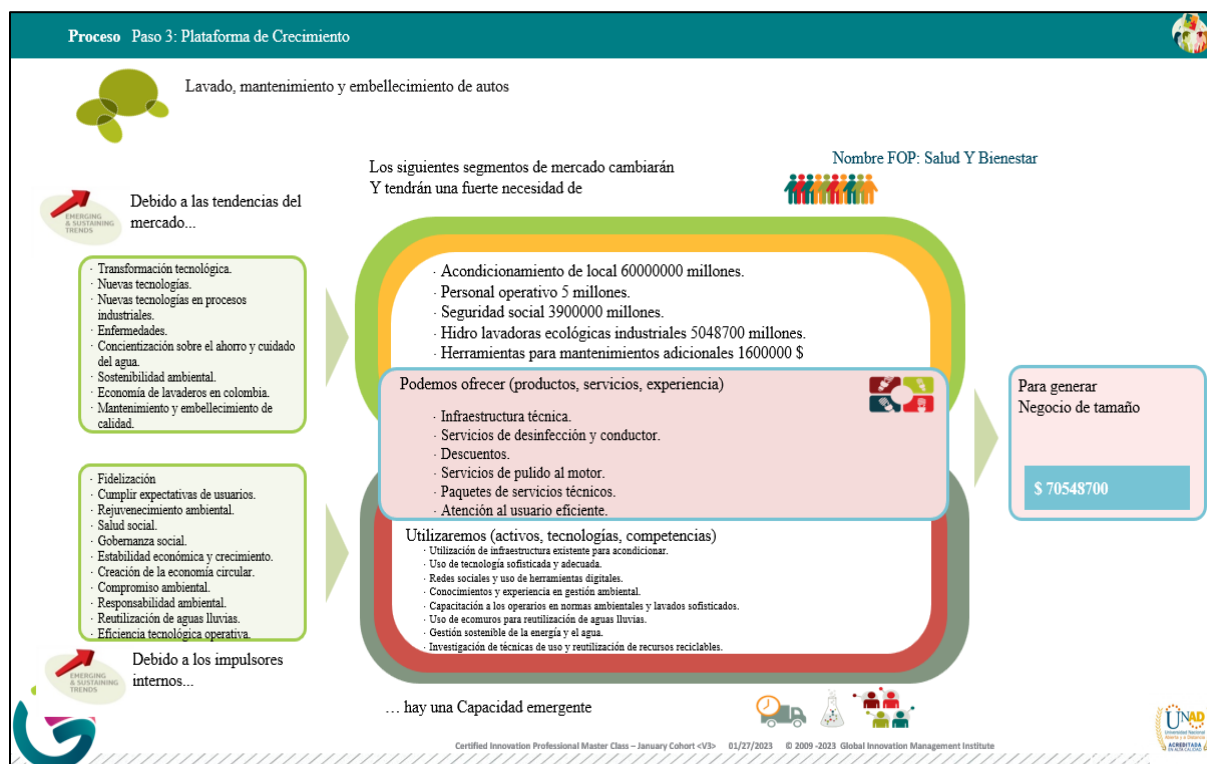 Proceso Paso 3: Plataforma de Crecimiento
Lavado, mantenimiento y embellecimiento de autos
Nombre FOP: Salud Y Bienestar
Los siguientes segmentos de mercado cambiarán
Y tendrán una fuerte necesidad de
EMERGING
& SUSTAINING
TRENDS
Debido a las tendencias del
mercado...
· Transformación tecnológica.
· Nuevas tecnologías.
· Nuevas tecnologías en procesos
industriales.
· Enfermedades.
· Concientización sobre el ahorro y cuidado
del agua.
· Sostenibilidad ambiental.
· Economía de lavaderos en colombia.
· Mantenimiento y embellecimiento de
calidad.
· Acondicionamiento de local 60000000 millones.
· Personal operativo 5 millones.
· Seguridad social 3900000 millones.
· Hidro lavadoras ecológicas industriales 5048700 millones.
· Herramientas para mantenimientos adicionales 1600000 $
Podemos ofrecer (productos, servicios, experiencia)
· Infraestructura técnica.
· Servicios de desinfección y conductor.
· Descuentos.
· Servicios de pulido al motor.
· Paquetes de servicios técnicos.
· Atención al usuario eficiente.
Para generar
Negocio de tamaño
$ 70548700
· Fidelización
· Cumplir expectativas de usuarios.
· Rejuvenecimiento ambiental.
· Salud social.
· Gobernanza social.
· Estabilidad económica y crecimiento.
· Creación de la economía circular.
· Compromiso ambiental.
· Responsabilidad ambiental.
· Reutilización de aguas lluvias.
· Eficiencia tecnológica operativa.
Utilizaremos (activos, tecnologías, competencias)
· Utilización de infraestructura existente para acondicionar.
· Uso de tecnología sofisticada y adecuada.
· Redes sociales y uso de herramientas digitales.
· Conocimientos y experiencia en gestión ambiental.
· Capacitación a los operarios en normas ambientales y lavados sofisticados.
· Uso de ecomuros para reutilización de aguas lluvias.
· Gestión sostenible de la energía y el agua.
· Investigación de técnicas de uso y reutilización de recursos reciclables.
EMERGING
& SUSTAINING
TRENDS
Debido a los impulsores
internos...
… hay una Capacidad emergente
Certified Innovation Professional Master Class – January Cohort <V3> 01/27/2023 © 2009 -2023 Global Innovation Management Institute
UNAD
Universidad Nacional
Abierta y a Distancia
ACREDITADA
EN ALTA CALIDAD